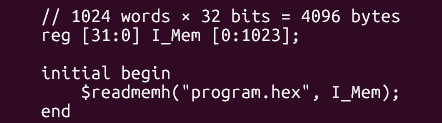 // 1024 words × 32 bits = 4096 bytes
reg [31:0] I_Mem [0:1023];
initial begin
$readmemh("program.hex", I_Mem);
end